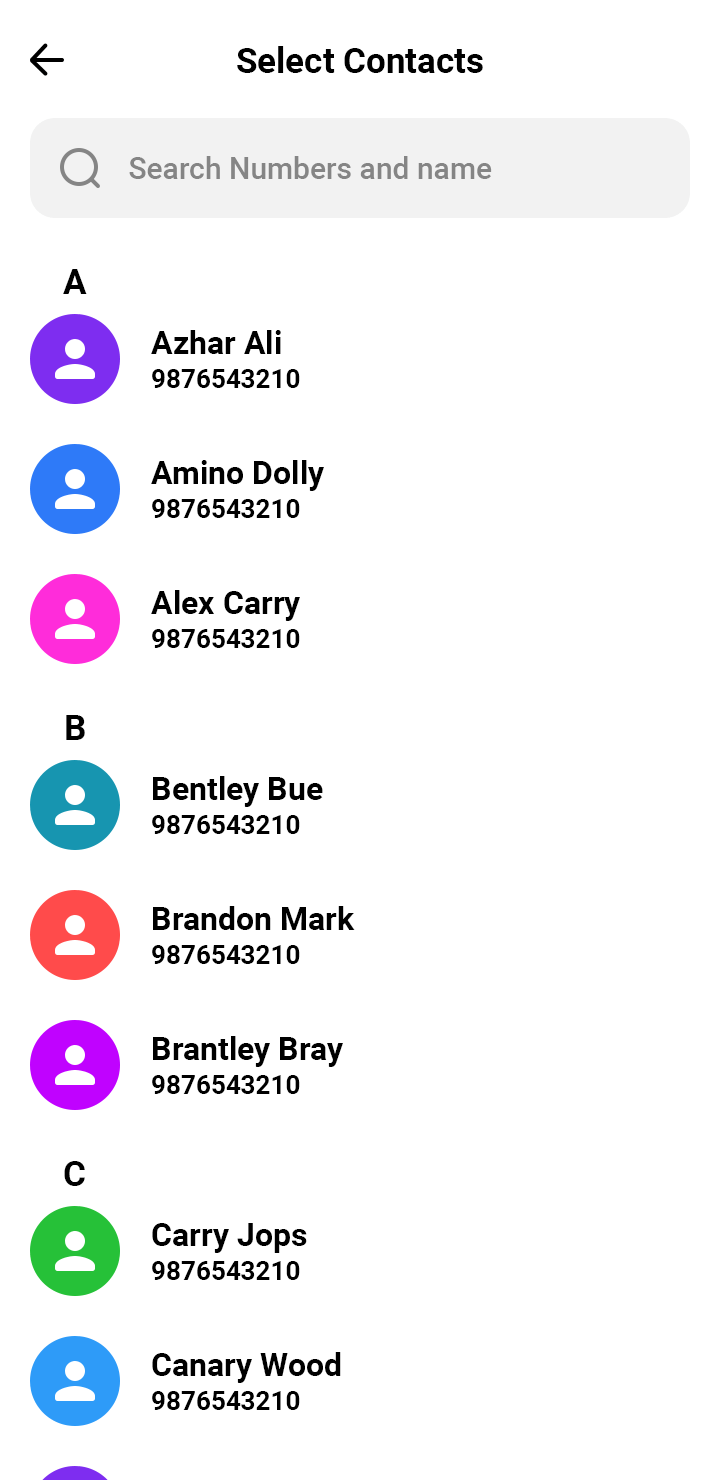 Select Contacts
Search Numbers and name
A
Azhar Ali
9876543210
Amino Dolly
9876543210
Alex Carry
9876543210
B
Bentley Bue
9876543210
Brandon Mark
9876543210
Brantley Bray
9876543210
C
Carry Jops
9876543210
Canary Wood
9876543210